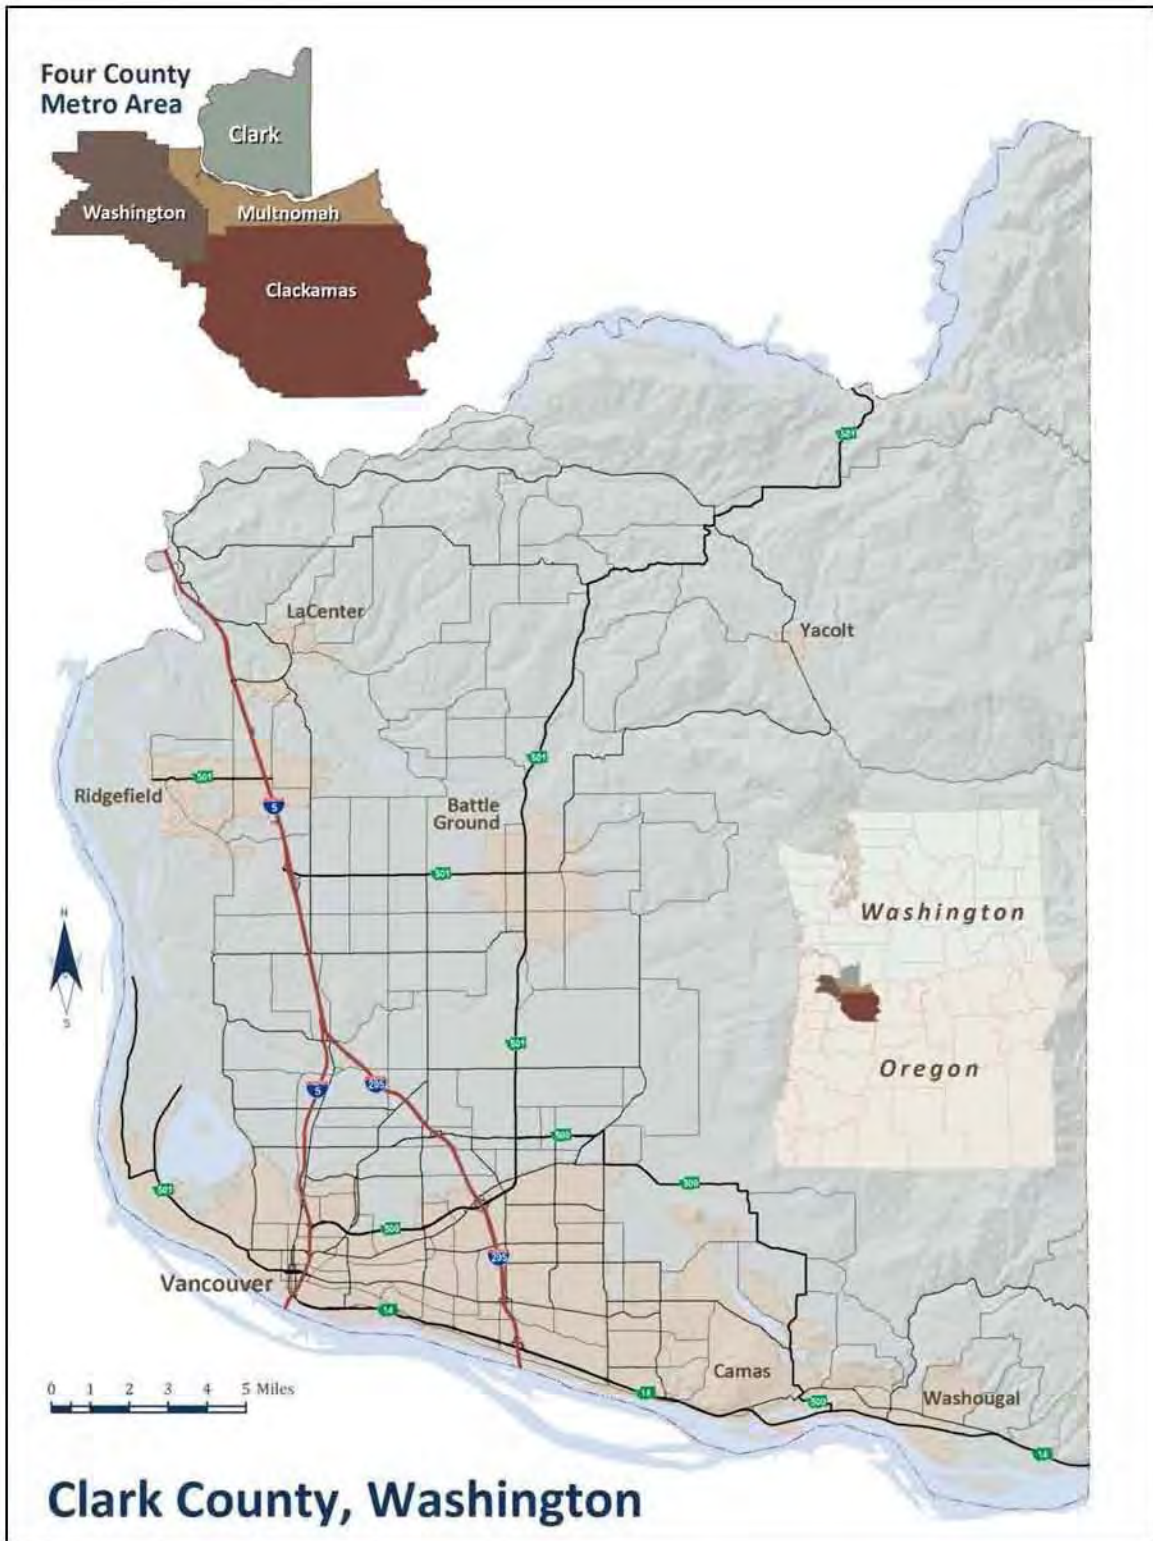 Four County
Metro Area
Clark
Washington
Multnomah
Clackamas
501
LaCenter
Yacolt
501
501
Ridgefield
5
Battle
Ground
501
Washington
N
S
501
Oregon
5
205
500
501
500
500
205
Vancouver
14
Camas
14
500
Washougal
14
0 1 2 3 4 5 Miles
Clark County, Washington